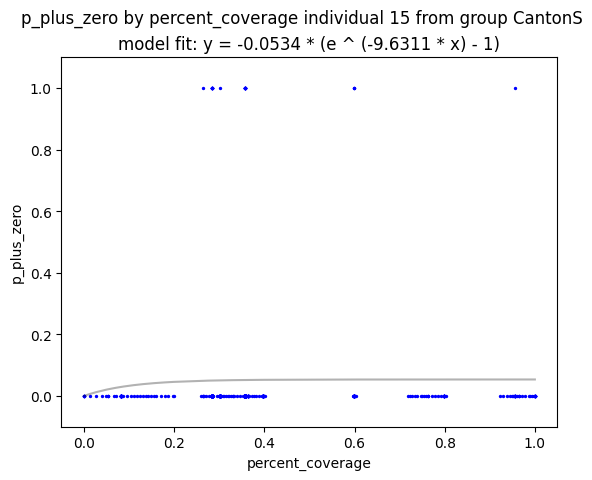 p_plus_zero by percent_coverage individual 15 from group CantonS
model fit: y = -0.0534 * (e ^ (-9.6311 * x) - 1)
1.0
0.8
0.6
0.4
0.2
0.0
p_plus_zero
0.0 0.2 0.4 0.6 0.8 1.0
percent_coverage